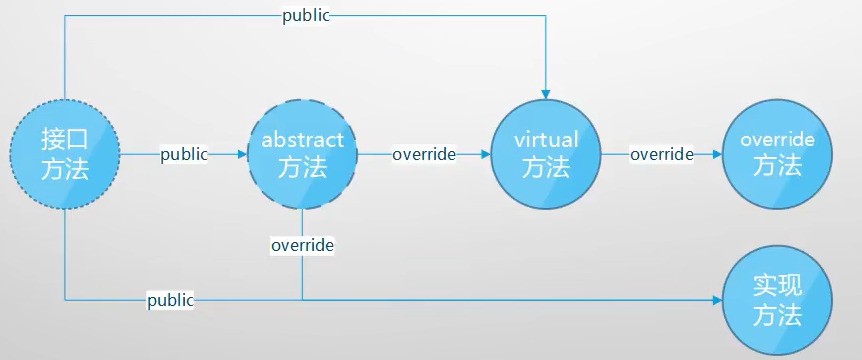 public
接口
方法
public
abstract
方法
override
virtual
方法
override
override
方法
override
public
实现
方法